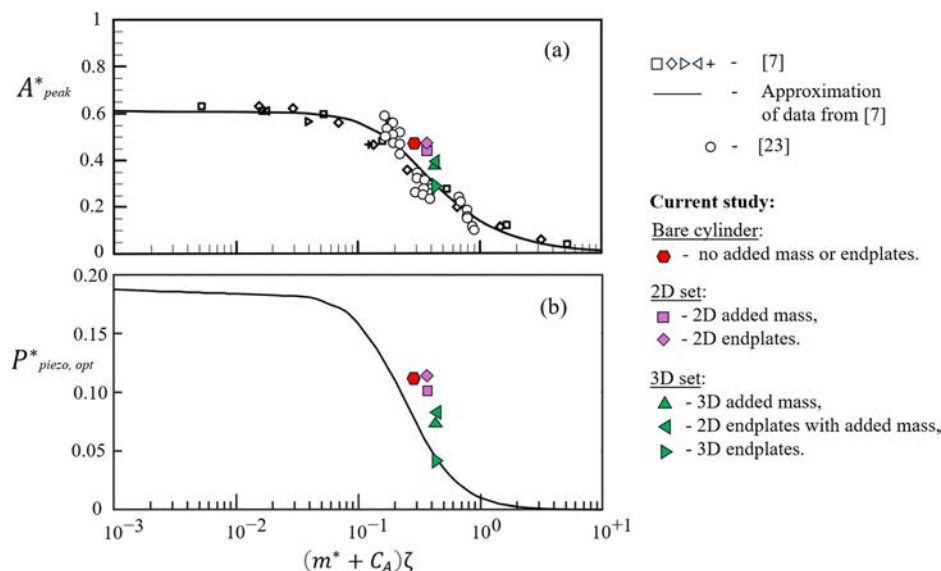 1
0.8
0.6
0.4
0.2
0
A*peak
(a)
0.20
0.15
0.10
0.05
0
P*piezo, opt
(b)
10⁻³
10⁻²
10⁻¹
10⁰
10⁺¹
(m* + C_A)ζ
- [7]
- Approximation
of data from [7]
- [23]
Current study:
Bare cylinder:
- no added mass or endplates.
2D set:
- 2D added mass,
- 2D endplates.
3D set:
- 3D added mass,
- 2D endplates with added mass,
- 3D endplates.